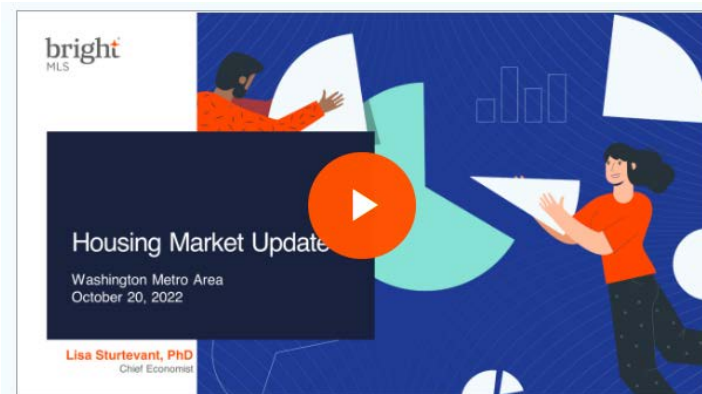 bright
MLS
Housing Market Update
Washington Metro Area
October 20, 2022
Lisa Sturtevant, PhD
Chief Economist